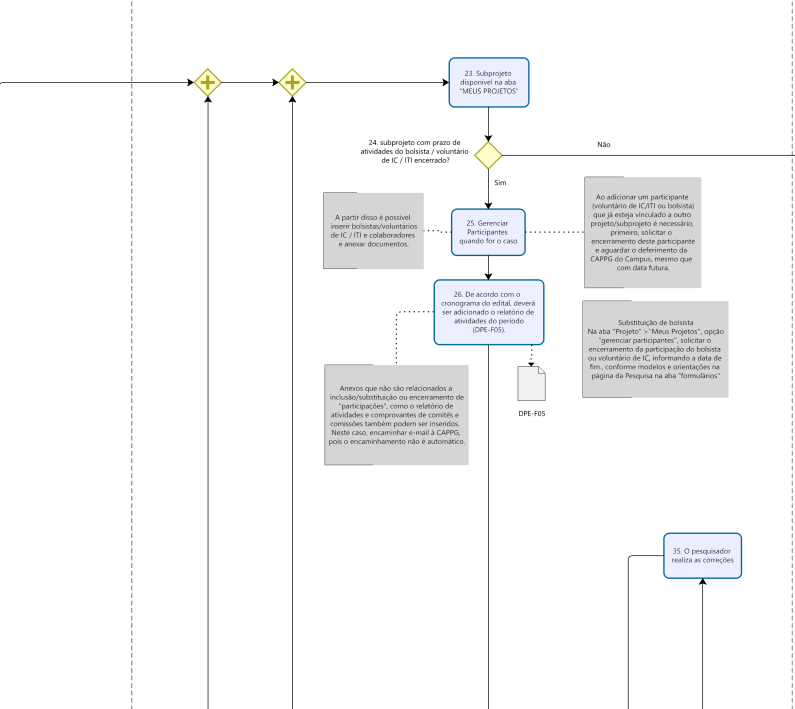 23. Subprojeto
disponível na aba
"MEUS PROJETOS"
24. subprojeto com prazo de
atividades do bolsista / voluntário
de IC / ITI encerrado?
Não
Sim
A partir disso é possível
inserir bolsistas/voluntários
de IC / ITI e colaboradores
e anexar documentos.
25. Gerenciar
Participantes
quando for o caso
Ao adicionar um participante
(voluntário de IC/ITI ou bolsista)
que já esteja vinculado a outro
projeto/subprojeto é necessário,
primeiro, solicitar o
encerramento deste participante
e aguardar o deferimento da
CAPPG do Campus, mesmo que
com data futura.
26. De acordo com o
cronograma do edital, deverá
ser adicionado o relatório de
atividades do período
(DPE-F05).
Substituição de bolsista
Na aba "Projeto" >"Meus Projetos", opção
"gerenciar participantes", solicitar o
encerramento da participação do bolsista
ou voluntário de IC, informando a data de
fim., conforme modelos e orientações na
página da Pesquisa na aba "formulários"
Anexos que não são relacionados a
inclusão/substituição ou encerramento de
"participações", como o relatório de
atividades e comprovantes de comitês e
comissões também podem ser inseridos.
Neste caso, encaminhar e-mail à CAPPG,
pois o encaminhamento não é automático.
DPE-F05
35. O pesquisador
realiza as correções